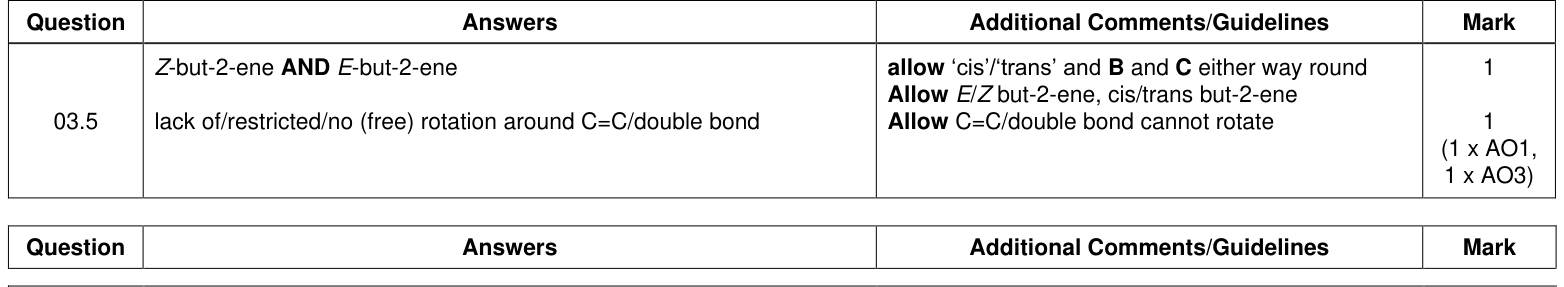 Question Answers Additional Comments/Guidelines Mark
Z-but-2-ene AND E-but-2-ene allow ‘cis’/‘trans’ and B and C either way round 1
Allow E/Z but-2-ene, cis/trans but-2-ene
03.5 lack of/restricted/no (free) rotation around C=C/double bond Allow C=C/double bond cannot rotate 1
(1 x AO1,
1 x AO3)
Question Answers Additional Comments/Guidelines Mark